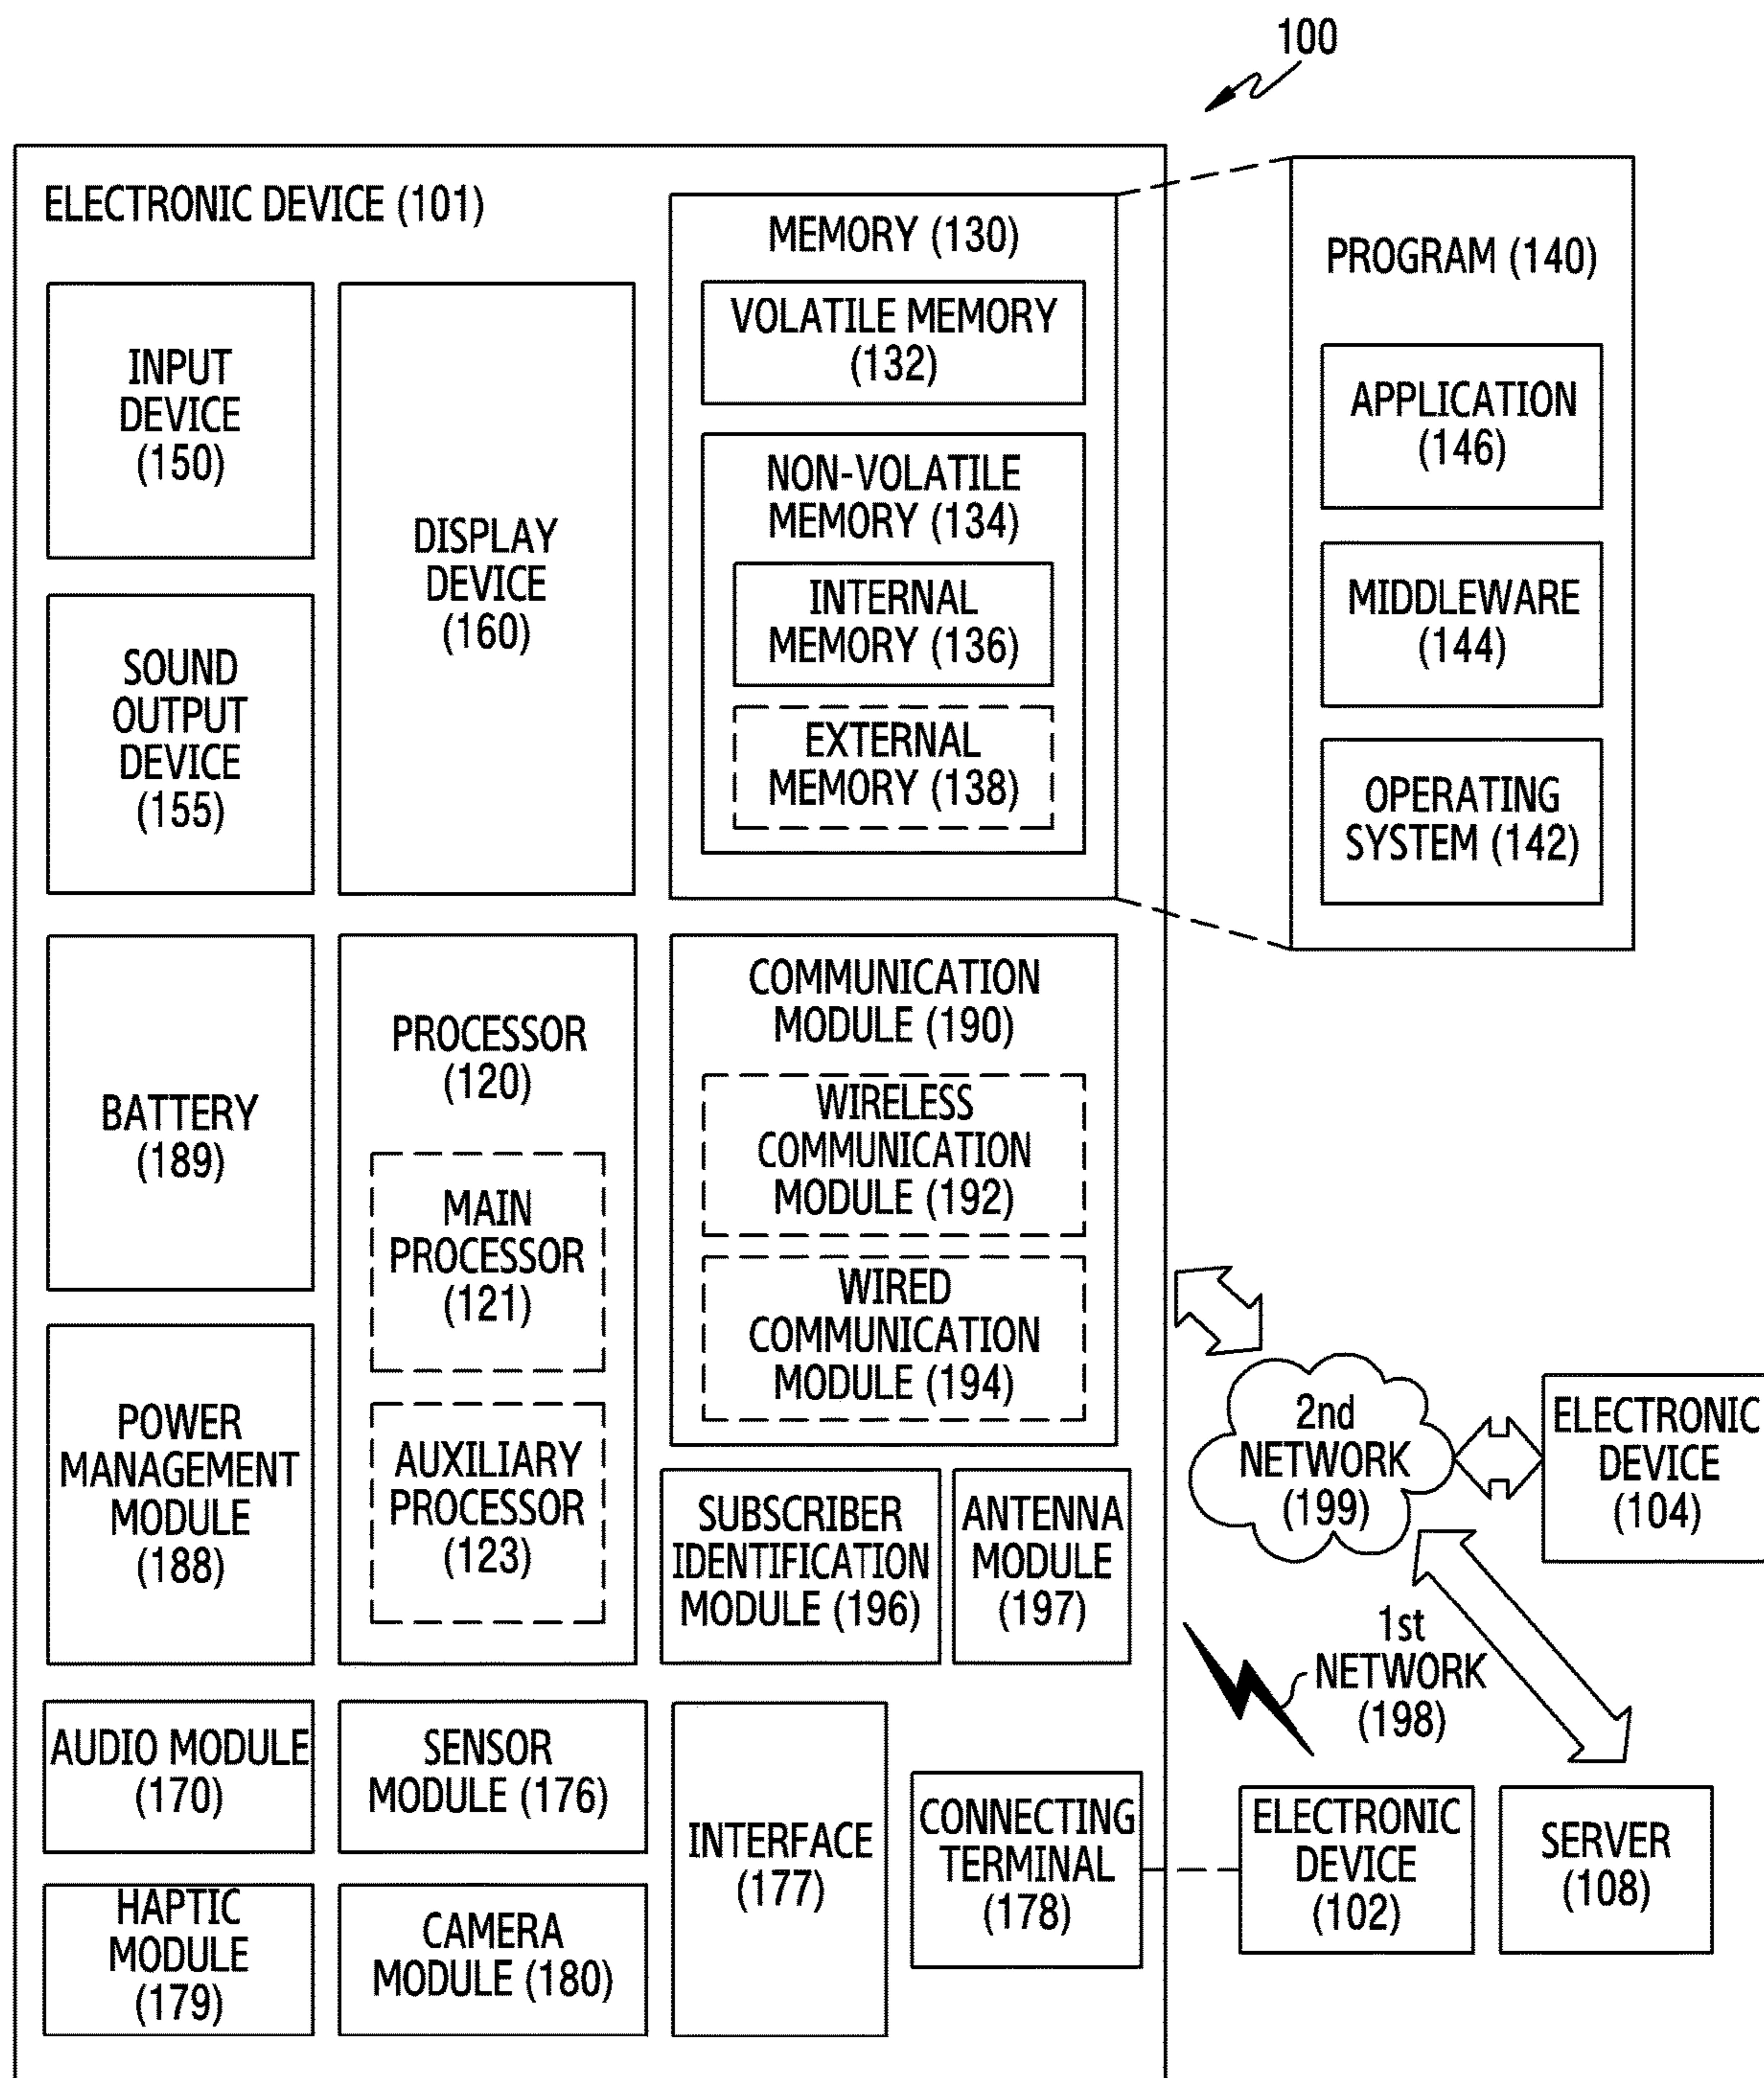 100
ELECTRONIC DEVICE (101)
INPUT
DEVICE
(150)
SOUND
OUTPUT
DEVICE
(155)
DISPLAY
DEVICE
(160)
MEMORY (130)
VOLATILE MEMORY
(132)
NON-VOLATILE
MEMORY (134)
INTERNAL
MEMORY (136)
EXTERNAL
MEMORY (138)
PROGRAM (140)
APPLICATION
(146)
MIDDLEWARE
(144)
OPERATING
SYSTEM (142)
BATTERY
(189)
POWER
MANAGEMENT
MODULE
(188)
PROCESSOR
(120)
MAIN
PROCESSOR
(121)
AUXILIARY
PROCESSOR
(123)
COMMUNICATION
MODULE (190)
WIRELESS
COMMUNICATION
MODULE (192)
WIRED
COMMUNICATION
MODULE (194)
SUBSCRIBER
IDENTIFICATION
MODULE (196)
ANTENNA
MODULE
(197)
2nd
NETWORK
(199)
ELECTRONIC
DEVICE
(104)
1st
NETWORK
(198)
AUDIO MODULE
(170)
SENSOR
MODULE (176)
HAPTIC
MODULE
(179)
CAMERA
MODULE (180)
INTERFACE
(177)
CONNECTING
TERMINAL
(178)
ELECTRONIC
DEVICE
(102)
SERVER
(108)